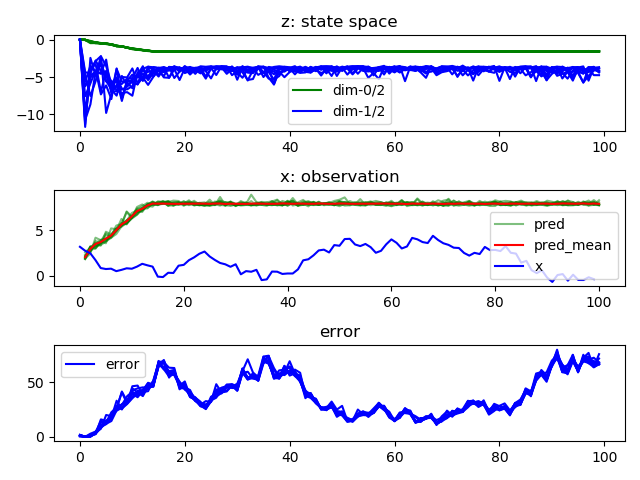 z: state space
0
−5
−10
dim-0/2
dim-1/2
0 20 40 60 80 100
x: observation
5
0
pred
pred_mean
x
0 20 40 60 80 100
error
50
0
error
0 20 40 60 80 100